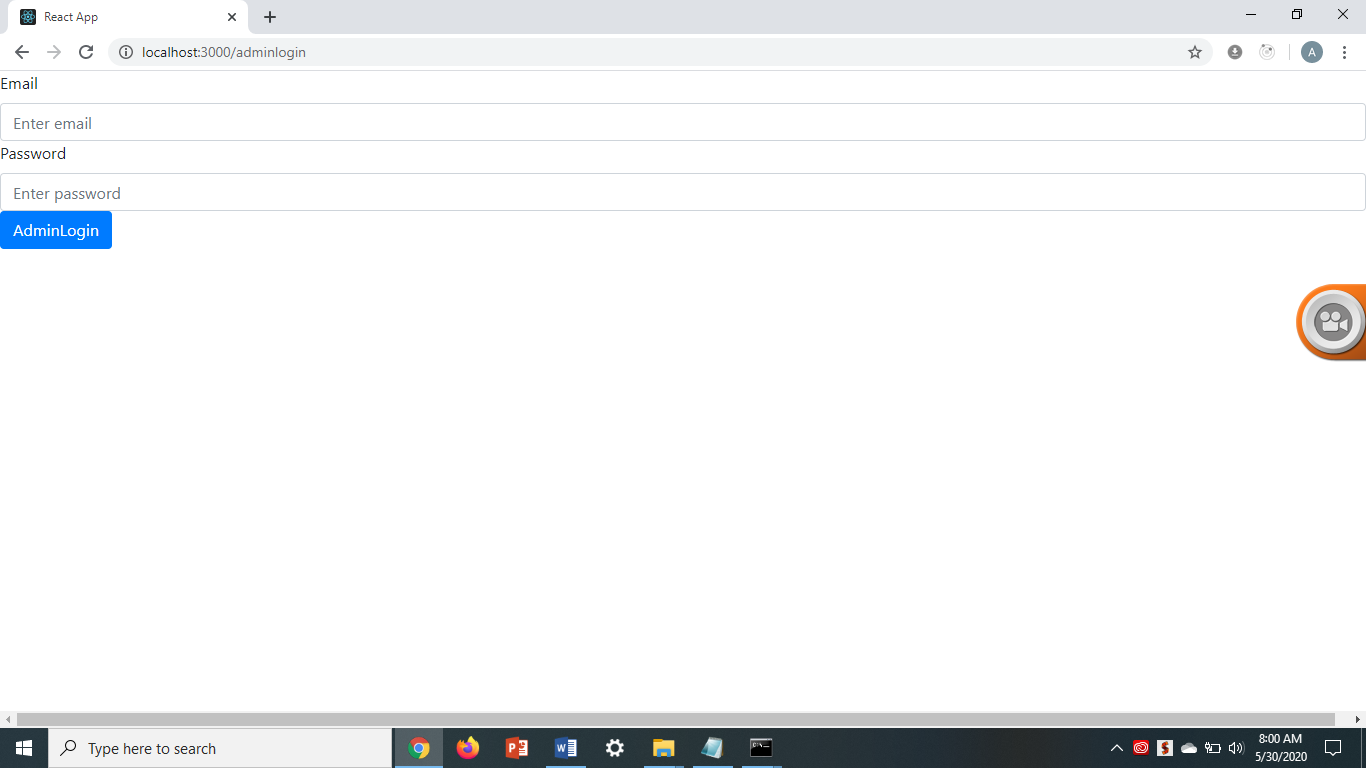 React App
localhost:3000/adminlogin
A
Email
Enter email
Password
Enter password
AdminLogin
Type here to search
8:00 AM
5/30/2020